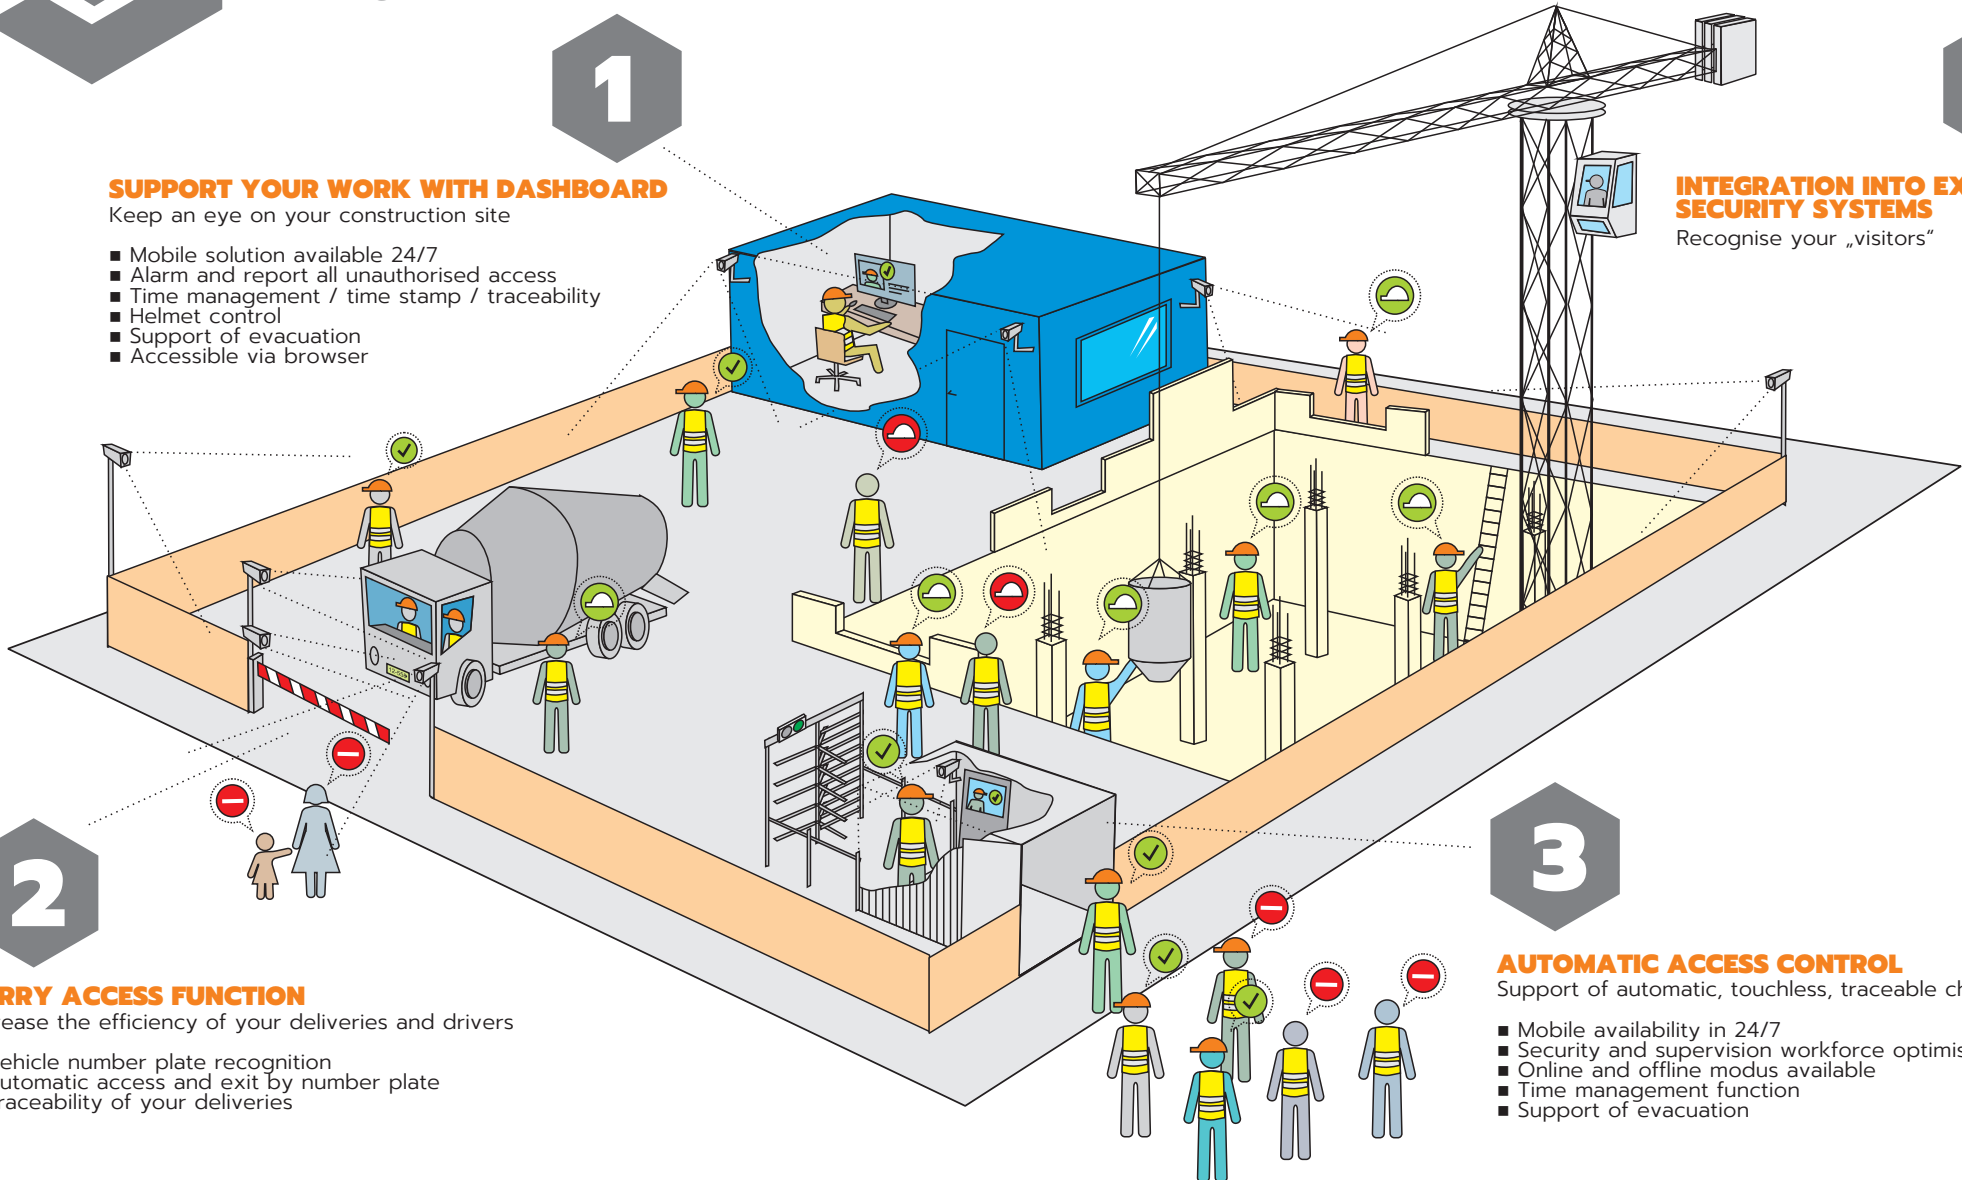 1
SUPPORT YOUR WORK WITH DASHBOARD
Keep an eye on your construction site
■ Mobile solution available 24/7
■ Alarm and report all unauthorised access
■ Time management / time stamp / traceability
■ Helmet control
■ Support of evacuation
■ Accessible via browser
INTEGRATION INTO EX
SECURITY SYSTEMS
Recognise your „visitors“
2
RRY ACCESS FUNCTION
ease the efficiency of your deliveries and drivers
ehicle number plate recognition
utomatic access and exit by number plate
raceability of your deliveries
3
AUTOMATIC ACCESS CONTROL
Support of automatic, touchless, traceable ch
■ Mobile availability in 24/7
■ Security and supervision workforce optimis
■ Online and offline modus available
■ Time management function
■ Support of evacuation